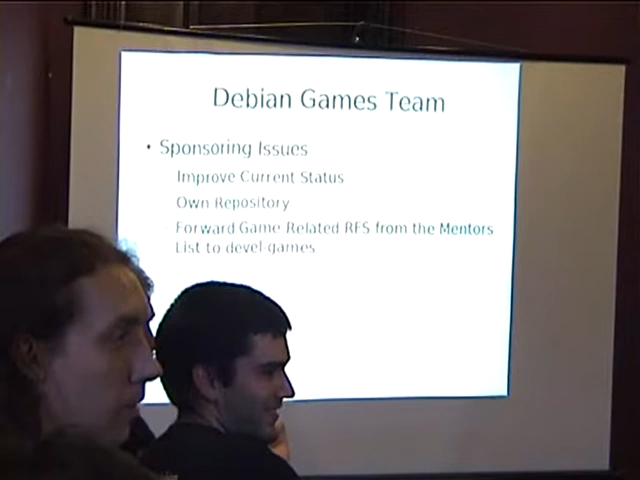 Debian Games Team
• Sponsoring Issues
Improve Current Status
Own Repository
Forward Game Related RFS from the Mentors
List to devel-games